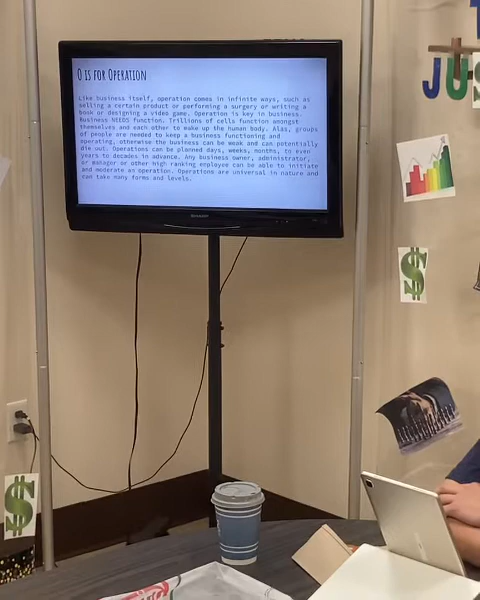 O IS FOR OPERATION
Like business itself, operation comes in infinite ways, such as
selling a certain product or performing a surgery or writing a
book or designing a video game. Operation is key in business.
Business NEEDS function. Trillions of cells function amongst
themselves and each other to make up the human body. Alas, groups
of people are needed to keep a business functioning and
operating, otherwise the business can be weak and can potentially
die out. Operations can be planned days, weeks, months, to even
years to decades in advance. Any business owner, administrator,
or manager or other high ranking employee can be able to initiate
and moderate an operation. Operations are universal in nature and
can take many forms and levels.
SHARP
JUS
$
$